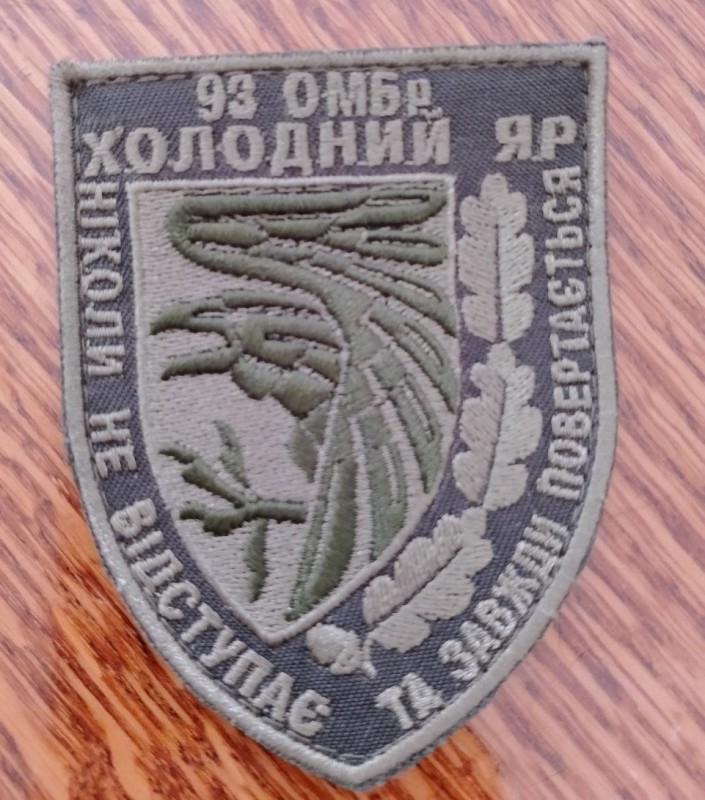 93 ОМБр
ХОЛОДНИЙ ЯР
НІКОЛИ НЕ ВІДСТУПАЄ ТА ЗАВЖДИ ПОВЕРТАЄТЬСЯ